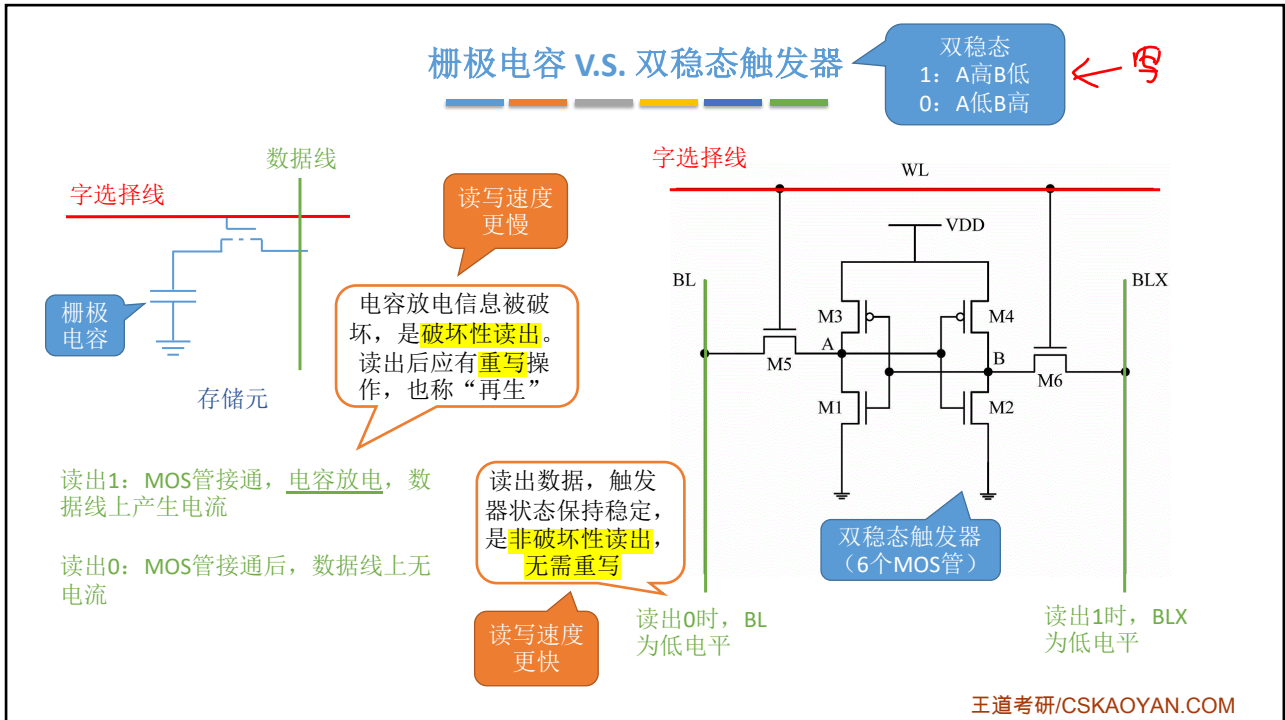 栅极电容 V.S. 双稳态触发器
双稳态
1：A高B低
0：A低B高
写
数据线
字选择线
栅极
电容
存储元
读写速度
更慢
电容放电信息被破
坏，是破坏性读出。
读出后应有重写操
作，也称“再生”
读出1：MOS管接通，电容放电，数
据线上产生电流
读出0：MOS管接通后，数据线上无
电流
读出数据，触发
器状态保持稳定，
是非破坏性读出，
无需重写
读写速度
更快
字选择线
WL
VDD
BL
BLX
M3
M4
A
B
M5
M6
M1
M2
双稳态触发器
（6个MOS管）
读出0时，BL
为低电平
读出1时，BLX
为低电平
王道考研/CSKAOYAN.COM